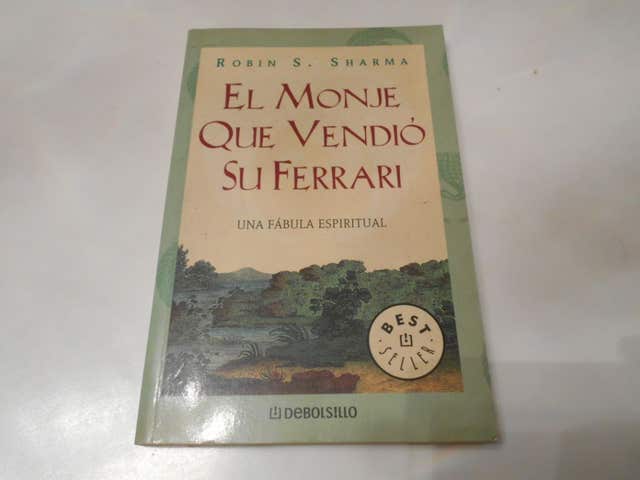 ROBIN S. SHARMA
EL MONJE
QUE VENDIÓ
SU FERRARI
UNA FÁBULA ESPIRITUAL
BEST
SELLER
DEBOLSILLO